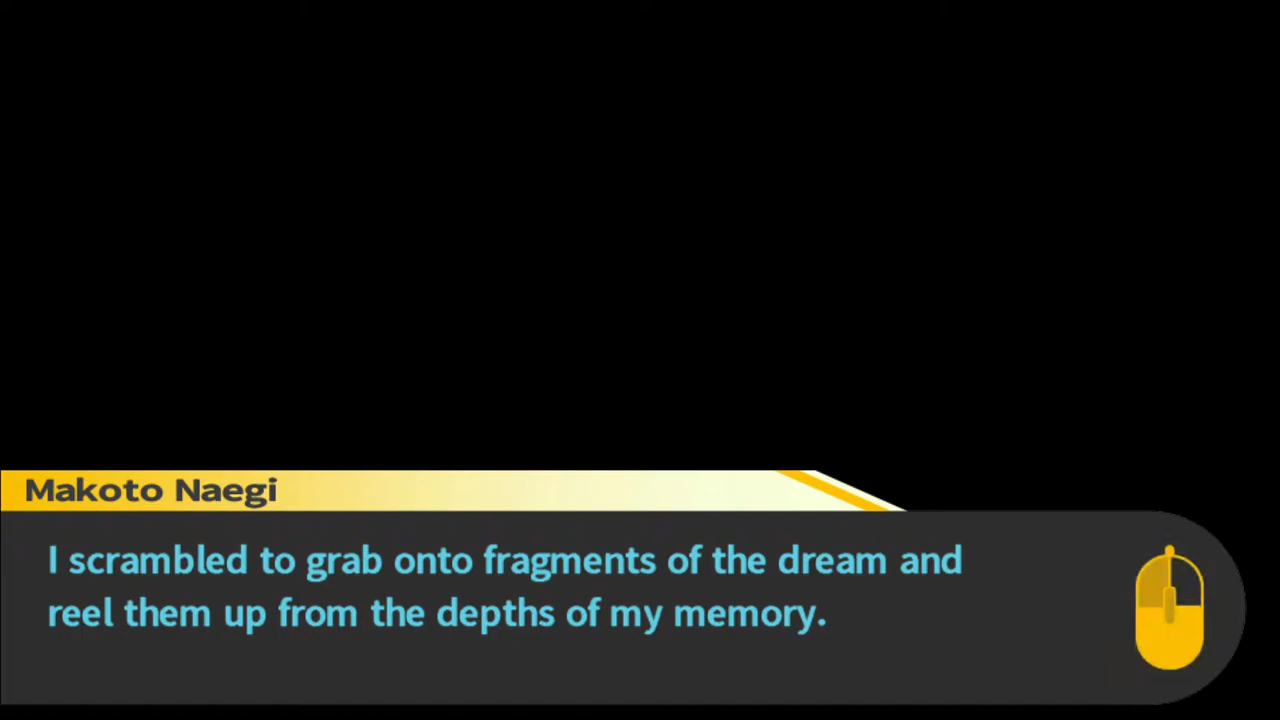 Makoto Naegi
I scrambled to grab onto fragments of the dream and
reel them up from the depths of my memory.